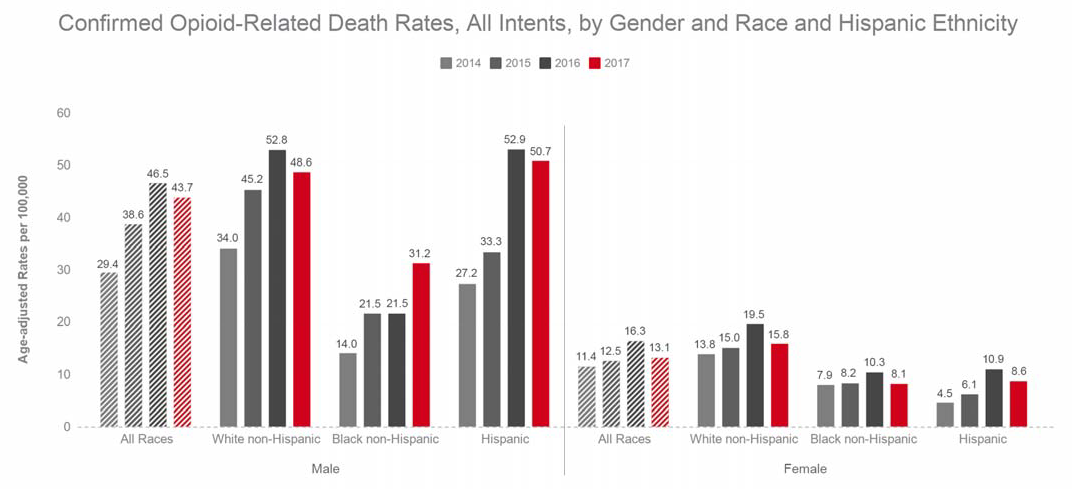 Confirmed Opioid-Related Death Rates, All Intents, by Gender and Race and Hispanic Ethnicity
2014 2015 2016 2017
Age-adjusted Rates per 100,000
60
50
40
30
20
10
0
29.4 38.6 46.5 43.7
34.0 45.2 52.8 48.6
14.0 21.5 21.5 31.2
27.2 33.3 52.9 50.7
11.4 12.5 16.3 13.1
13.8 15.0 19.5 15.8
7.9 8.2 10.3 8.1
4.5 6.1 10.9 8.6
All Races White non-Hispanic Black non-Hispanic Hispanic All Races White non-Hispanic Black non-Hispanic Hispanic
Male Female